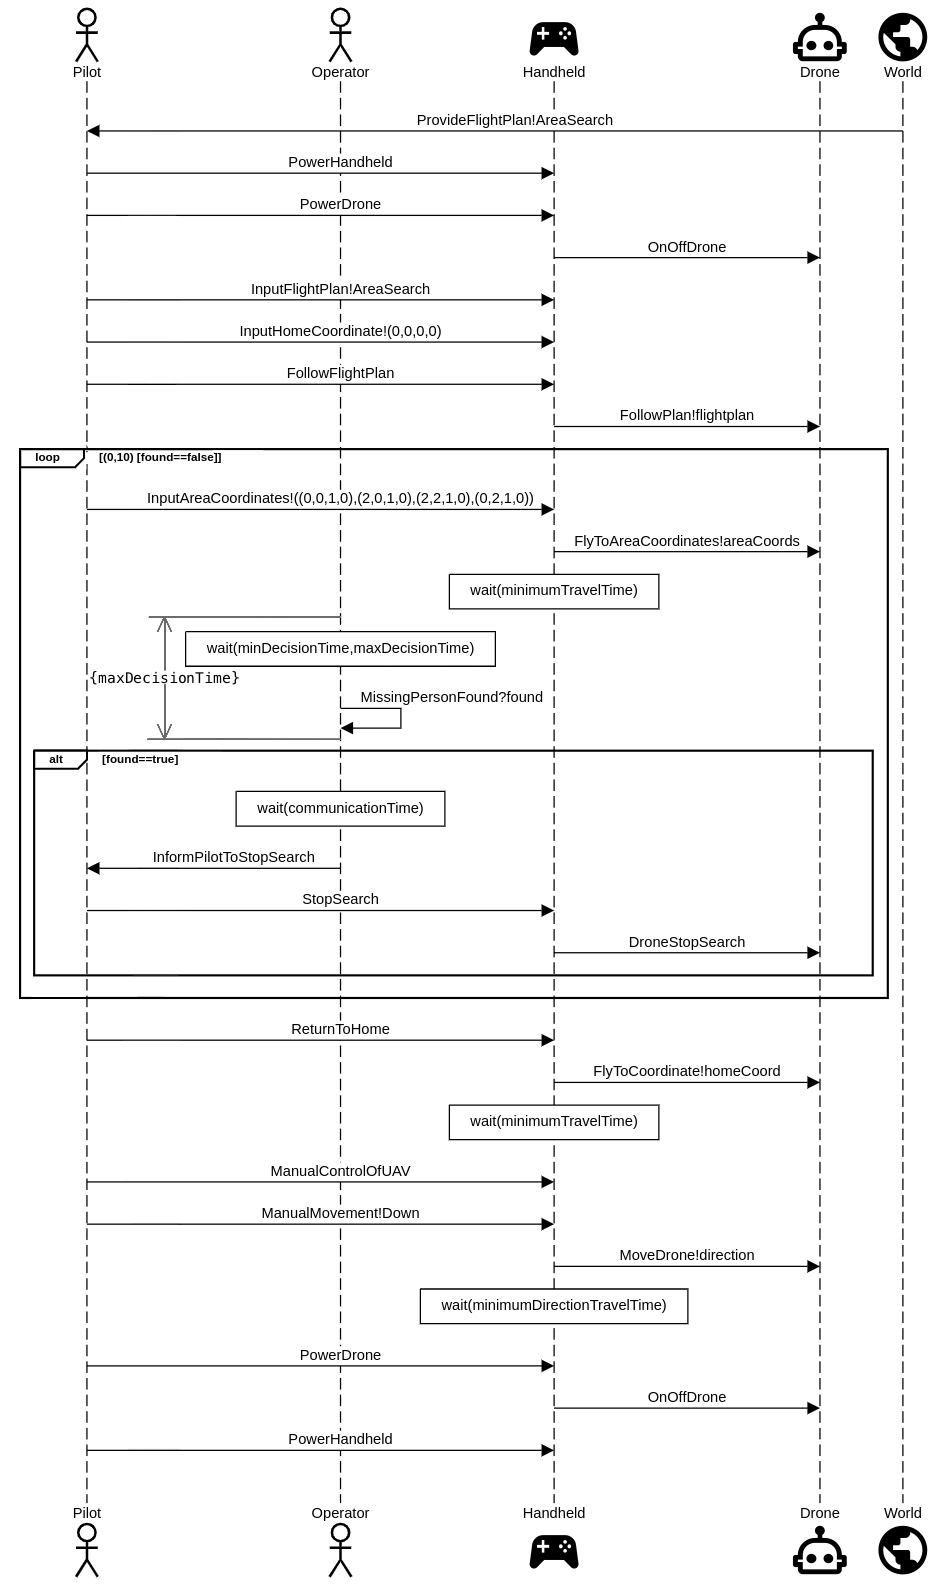 Pilot
Operator
Handheld
Drone
World
ProvideFlightPlan!AreaSearch
PowerHandheld
PowerDrone
OnOffDrone
InputFlightPlan!AreaSearch
InputHomeCoordinate!(0,0,0,0)
FollowFlightPlan
FollowPlan!flightplan
loop [(0,10) [found==false]]
InputAreaCoordinates!((0,0,1,0),(2,0,1,0),(2,2,1,0),(0,2,1,0))
FlyToAreaCoordinates!areaCoords
wait(minimumTravelTime)
wait(minDecisionTime,maxDecisionTime)
{maxDecisionTime}
MissingPersonFound?found
alt [found==true]
wait(communicationTime)
InformPilotToStopSearch
StopSearch
DroneStopSearch
ReturnToHome
FlyToCoordinate!homeCoord
wait(minimumTravelTime)
ManualControlOfUAV
ManualMovement!Down
MoveDrone!direction
wait(minimumDirectionTravelTime)
PowerDrone
OnOffDrone
PowerHandheld
Pilot
Operator
Handheld
Drone
World